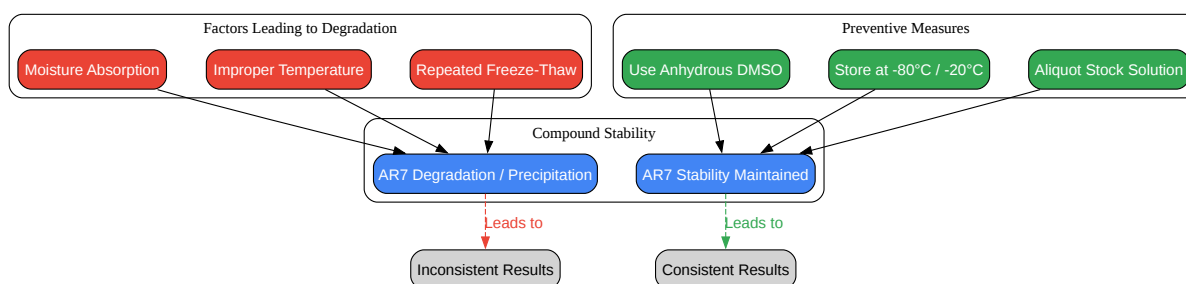 Factors Leading to Degradation
Preventive Measures
Moisture Absorption
Improper Temperature
Repeated Freeze-Thaw
Use Anhydrous DMSO
Store at -80°C / -20°C
Aliquot Stock Solution
Compound Stability
AR7 Degradation / Precipitation
AR7 Stability Maintained
Leads to
Leads to
Inconsistent Results
Consistent Results